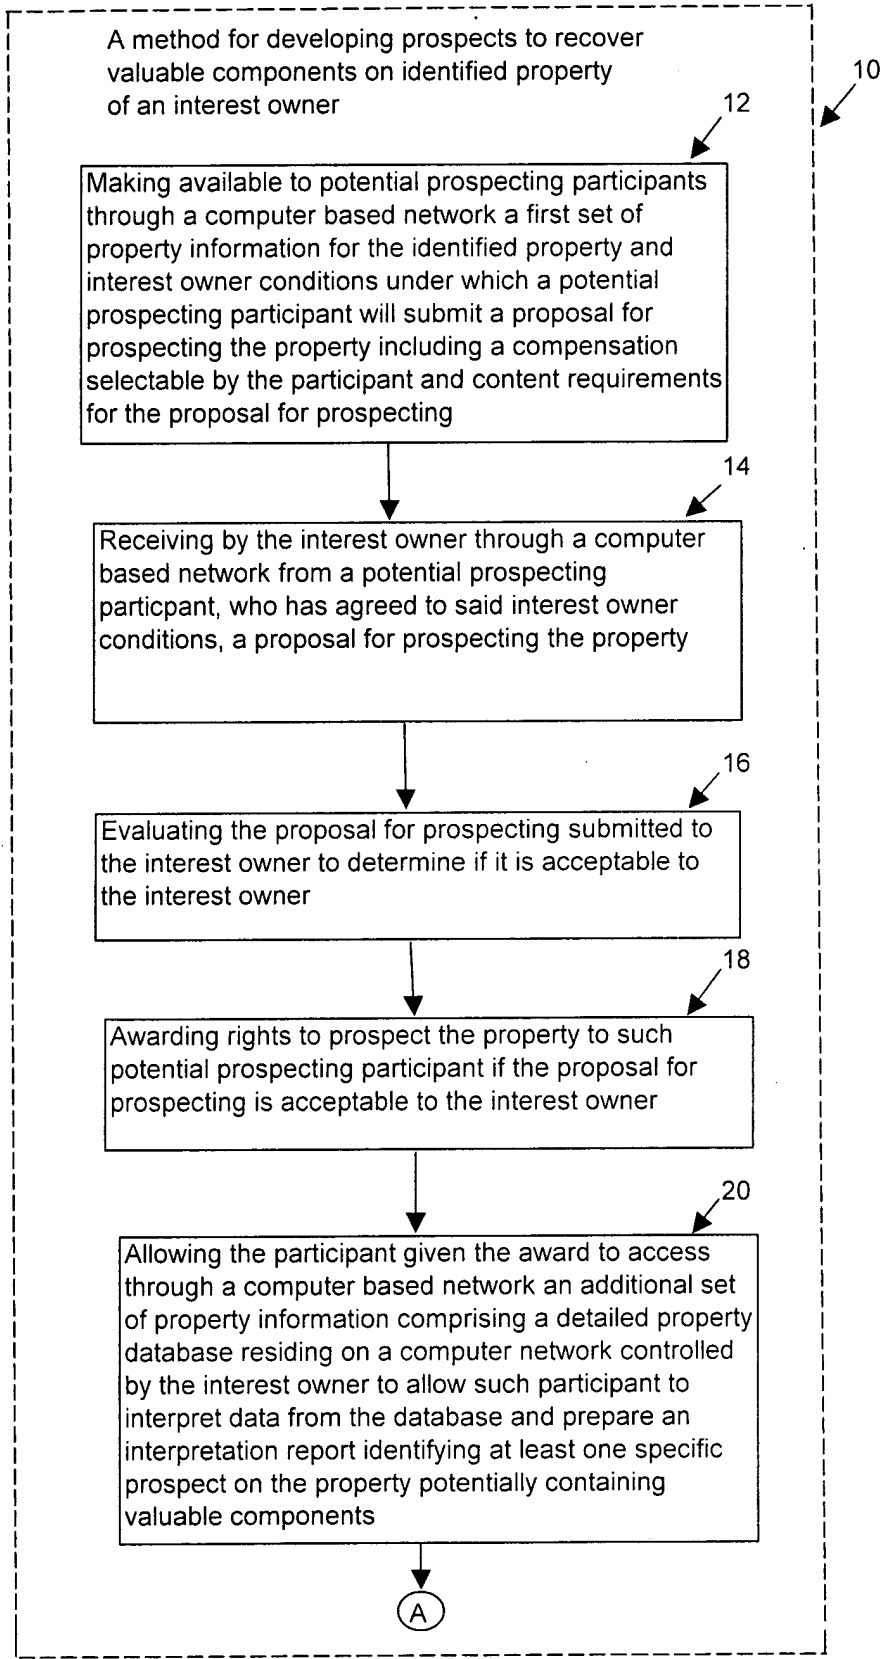 A method for developing prospects to recover
valuable components on identified property
of an interest owner
10
12
Making available to potential prospecting participants
through a computer based network a first set of
property information for the identified property and
interest owner conditions under which a potential
prospecting participant will submit a proposal for
prospecting the property including a compensation
selectable by the participant and content requirements
for the proposal for prospecting
14
Receiving by the interest owner through a computer
based network from a potential prospecting
particpant, who has agreed to said interest owner
conditions, a proposal for prospecting the property
16
Evaluating the proposal for prospecting submitted to
the interest owner to determine if it is acceptable to
the interest owner
18
Awarding rights to prospect the property to such
potential prospecting participant if the proposal for
prospecting is acceptable to the interest owner
20
Allowing the participant given the award to access
through a computer based network an additional set
of property information comprising a detailed property
database residing on a computer network controlled
by the interest owner to allow such participant to
interpret data from the database and prepare an
interpretation report identifying at least one specific
prospect on the property potentially containing
valuable components
A